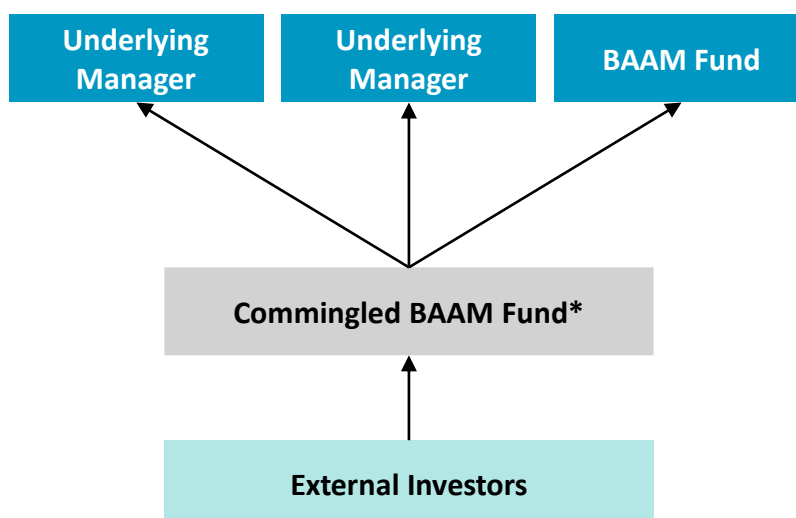 Underlying
Manager
Underlying
Manager
BAAM Fund
Commingled BAAM Fund*
External Investors